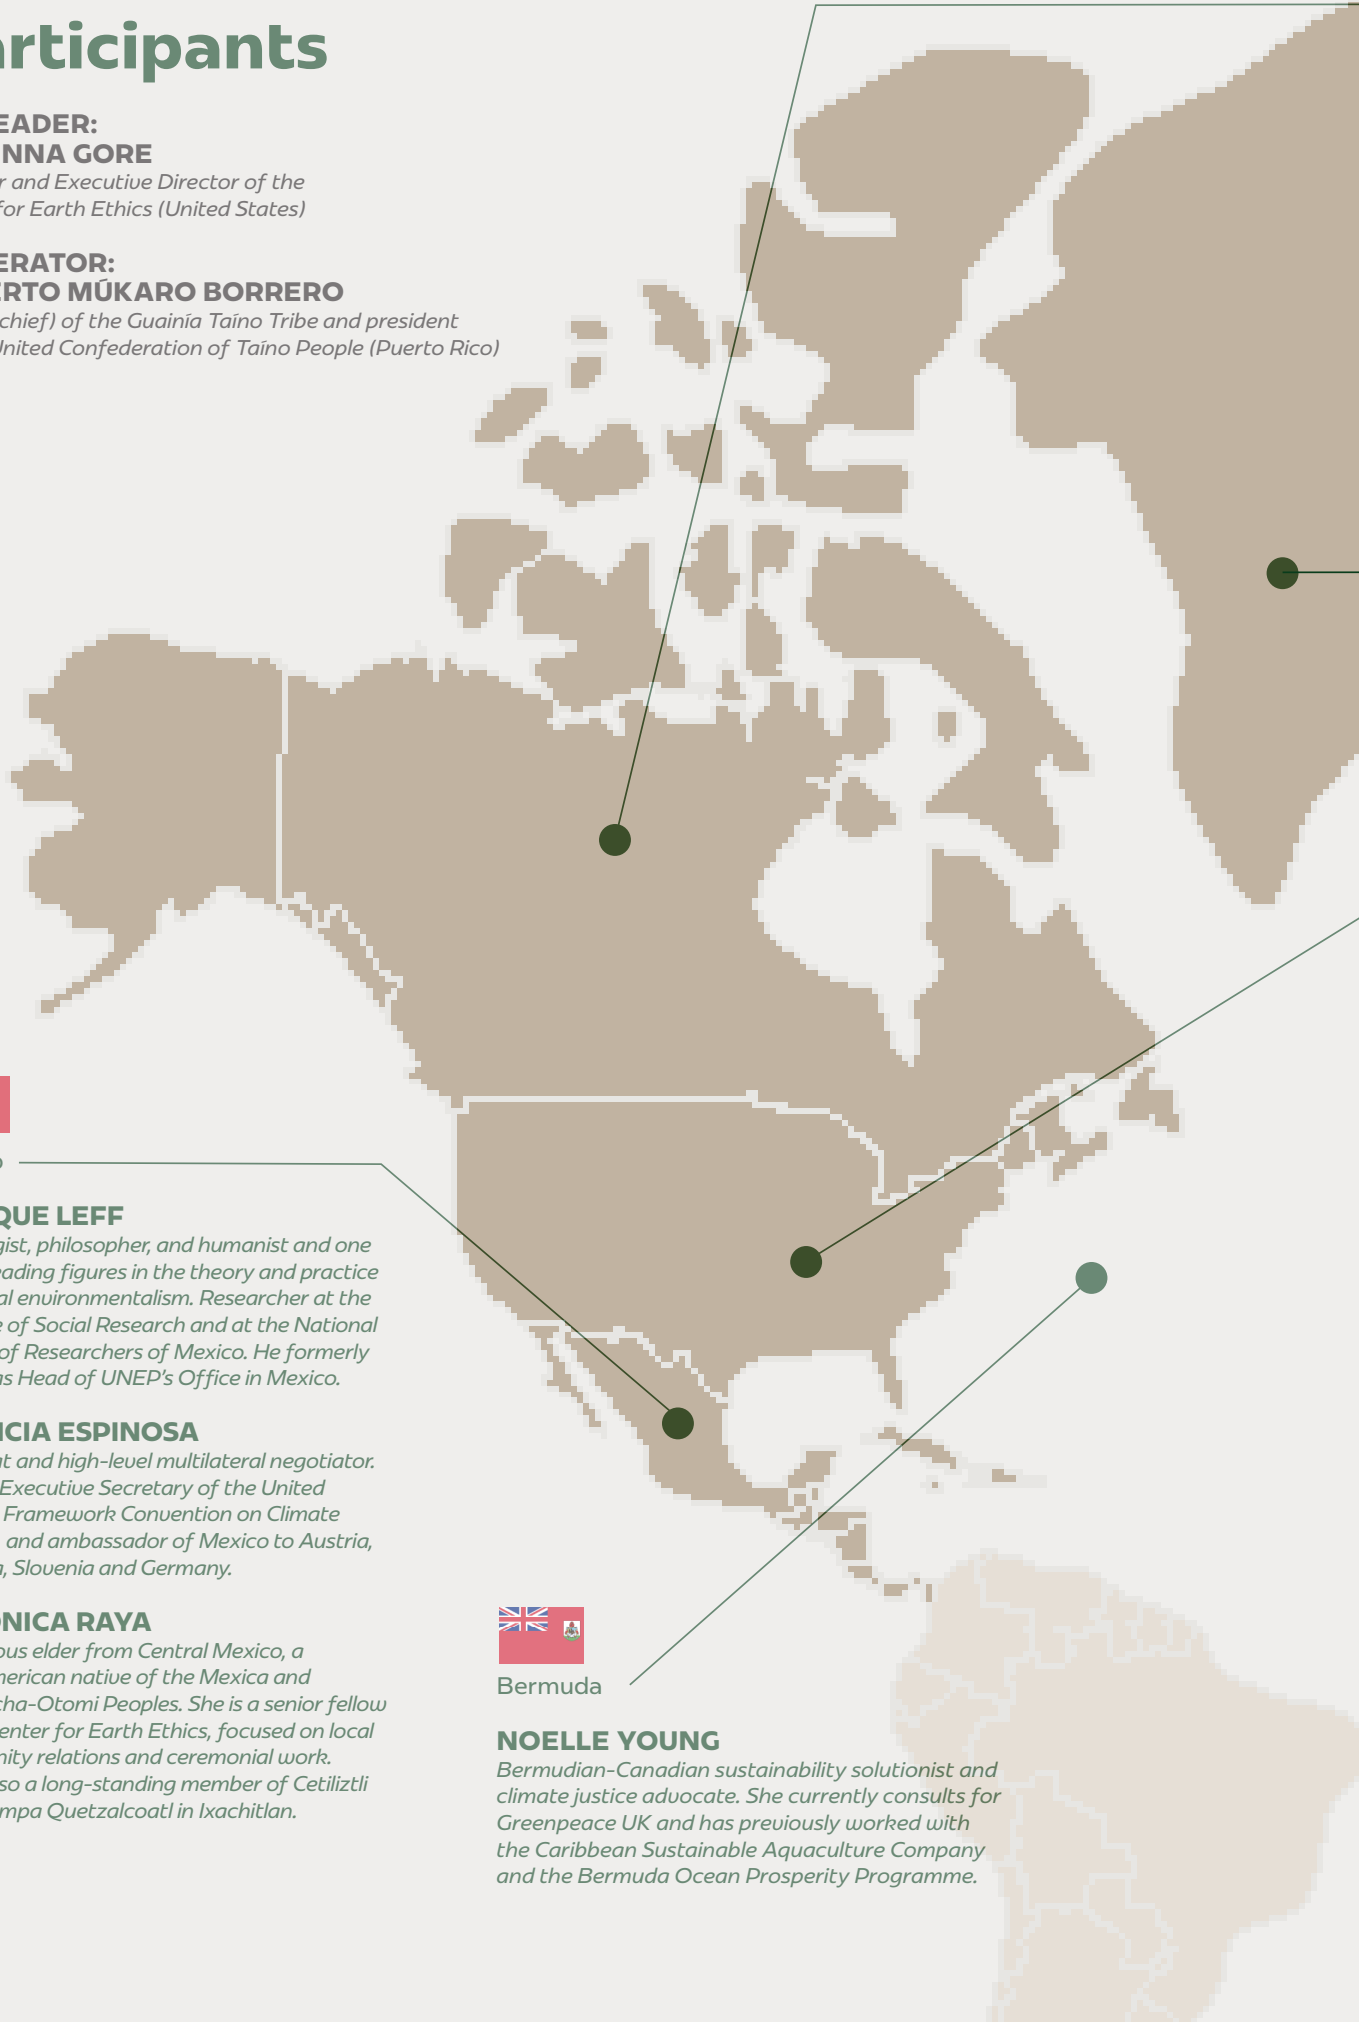 rticipants
EADER:
NNA GORE
r and Executive Director of the
for Earth Ethics (United States)
ERATOR:
ERTO MÚKARO BORRERO
chief) of the Guainía Taíno Tribe and president
United Confederation of Taíno People (Puerto Rico)
o
QUE LEFF
gist, philosopher, and humanist and one
eading figures in the theory and practice
al environmentalism. Researcher at the
e of Social Research and at the National
of Researchers of Mexico. He formerly
as Head of UNEP's Office in Mexico.
ICIA ESPINOSA
at and high-level multilateral negotiator.
Executive Secretary of the United
Framework Convention on Climate
, and ambassador of Mexico to Austria,
a, Slovenia and Germany.
ONICA RAYA
ous elder from Central Mexico, a
merican native of the Mexica and
cha-Otomi Peoples. She is a senior fellow
enter for Earth Ethics, focused on local
nity relations and ceremonial work.
so a long-standing member of Cetiliztli
mpa Quetzalcoatl in Ixachitlan.
Bermuda
NOELLE YOUNG
Bermudian-Canadian sustainability solutionist and
climate justice advocate. She currently consults for
Greenpeace UK and has previously worked with
the Caribbean Sustainable Aquaculture Company
and the Bermuda Ocean Prosperity Programme.